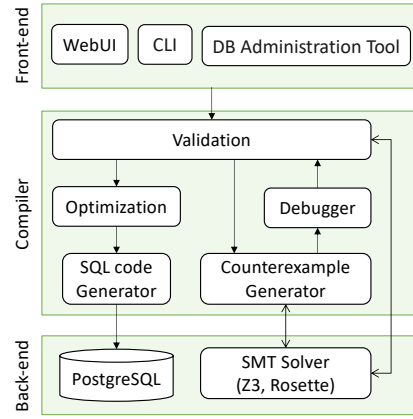 Front-end
WebUI
CLI
DB Administration Tool
Compiler
Validation
Optimization
Debugger
SQL code
Generator
Counterexample
Generator
Back-end
PostgreSQL
SMT Solver
(Z3, Rosette)